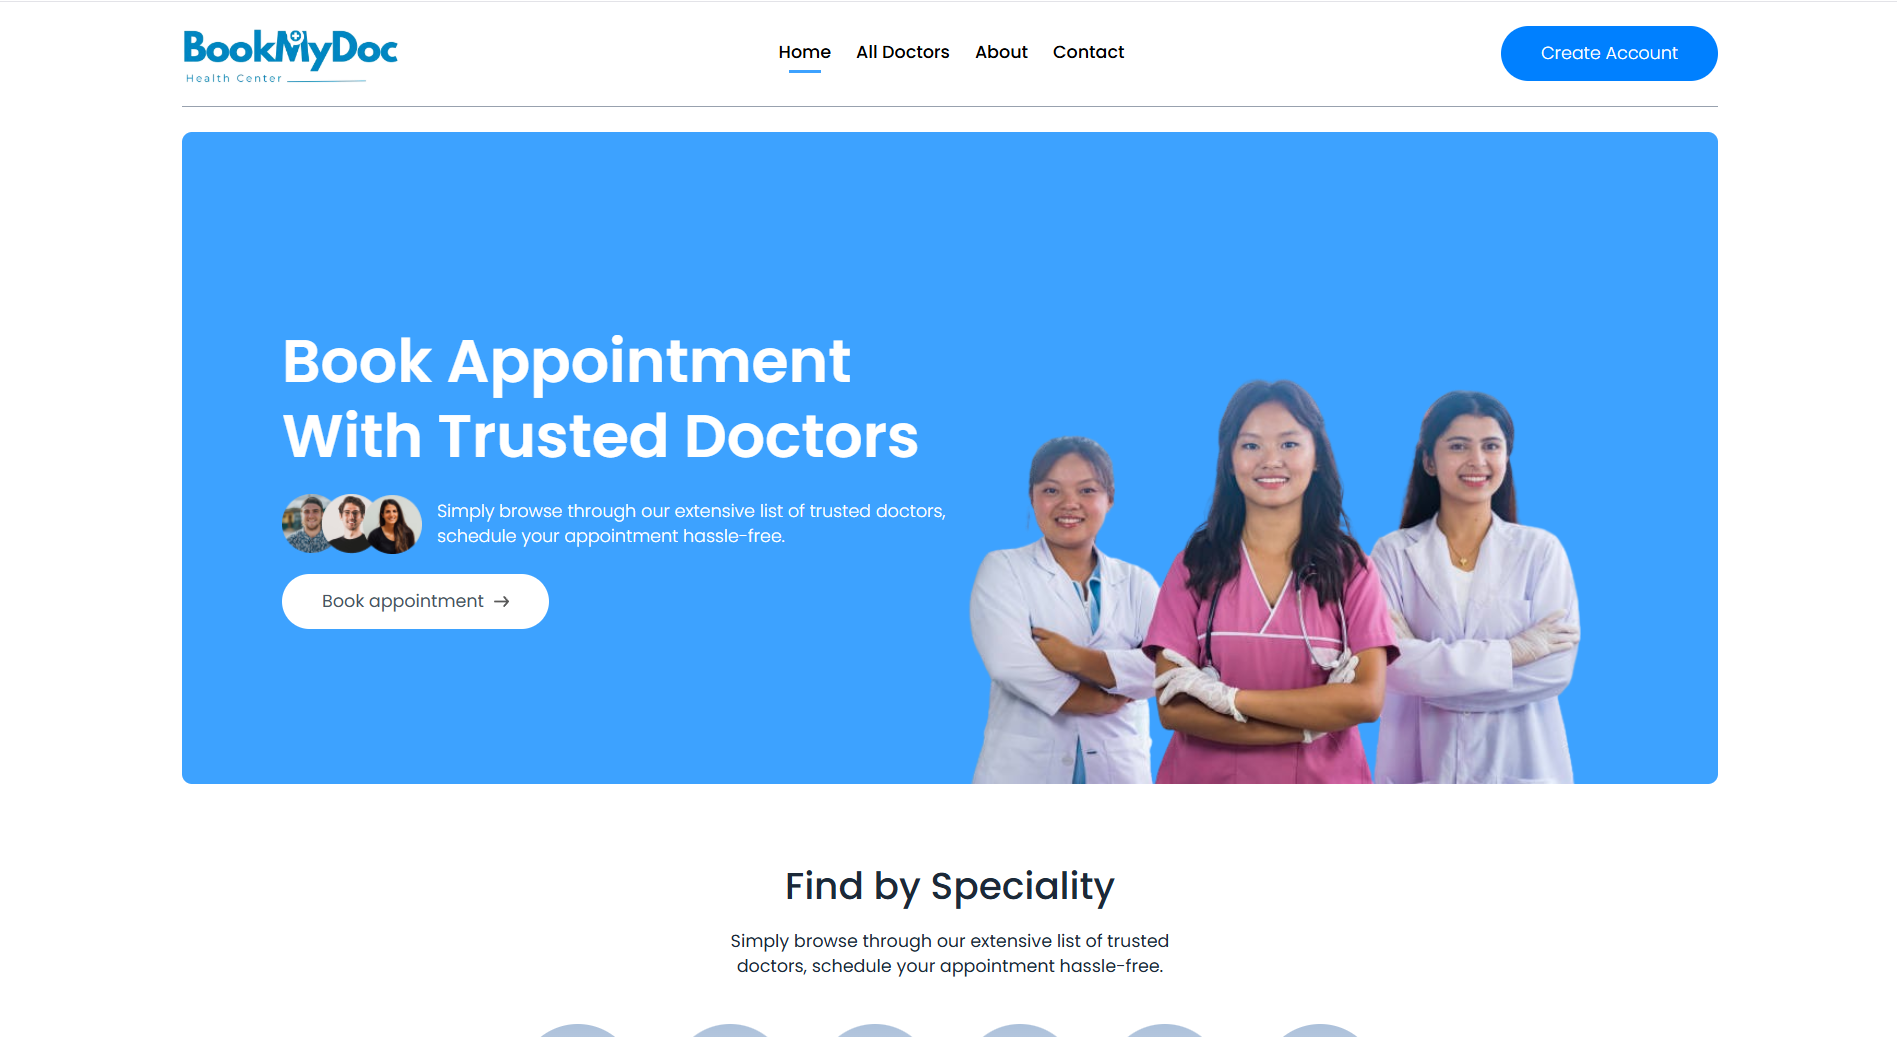 BookMyDoc
Health Center
Home
All Doctors
About
Contact
Create Account
Book Appointment
With Trusted Doctors
Simply browse through our extensive list of trusted doctors,
schedule your appointment hassle-free.
Book appointment →
Find by Speciality
Simply browse through our extensive list of trusted
doctors, schedule your appointment hassle-free.